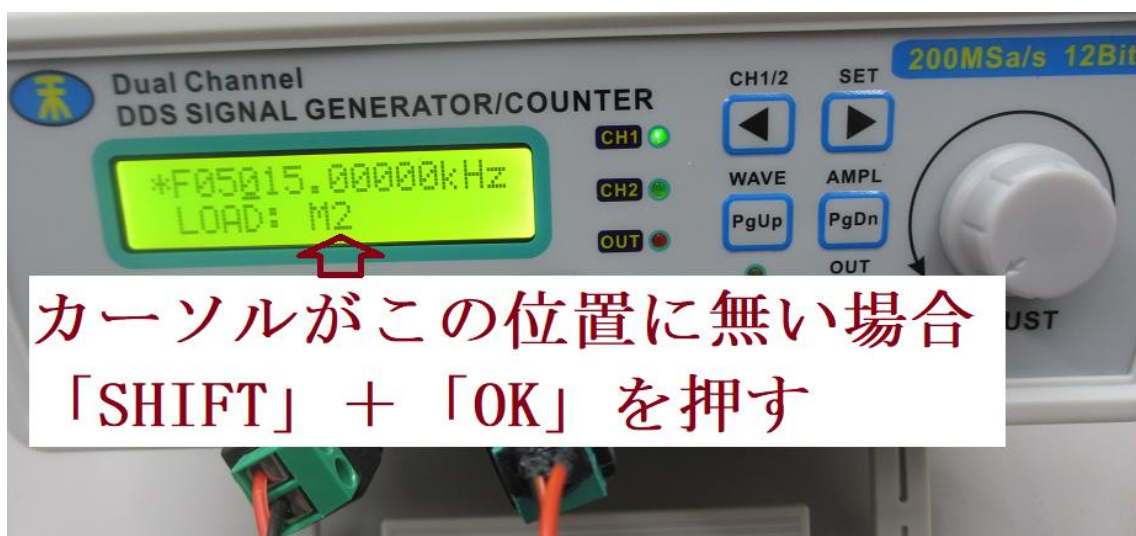 200MSa/s 12Bit
Dual Channel
DDS SIGNAL GENERATOR/COUNTER
CH1/2 SET
CH1
*F05015.00000kHz
LOAD: M2
CH2
WAVE AMPL
PgUp PgDn
OUT
OUT
カーソルがこの位置に無い場合
「SHIFT」+「OK」を押す
UST